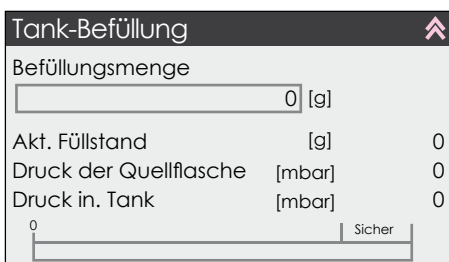 Tank-Befüllung
Befüllungsmenge
0 [g]
Akt. Füllstand [g] 0
Druck der Quellflasche [mbar] 0
Druck in. Tank [mbar] 0
0 Sicher